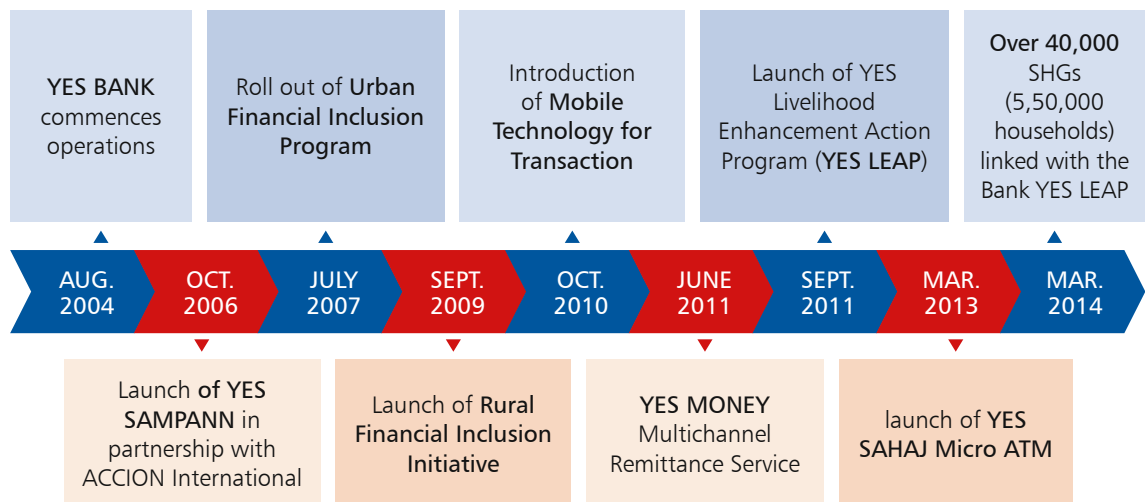 YES BANK
commences
operations
Roll out of Urban
Financial Inclusion
Program
Introduction
of Mobile
Technology for
Transaction
Launch of YES
Livelihood
Enhancement Action
Program (YES LEAP)
Over 40,000
SHGs
(5,50,000
households)
linked with the
Bank YES LEAP
AUG.
2004
OCT.
2006
JULY
2007
SEPT.
2009
OCT.
2010
JUNE
2011
SEPT.
2011
MAR.
2013
MAR.
2014
Launch of YES
SAMPANN in
partnership with
ACCION International
Launch of Rural
Financial Inclusion
Initiative
YES MONEY
Multichannel
Remittance Service
launch of YES
SAHAJ Micro ATM